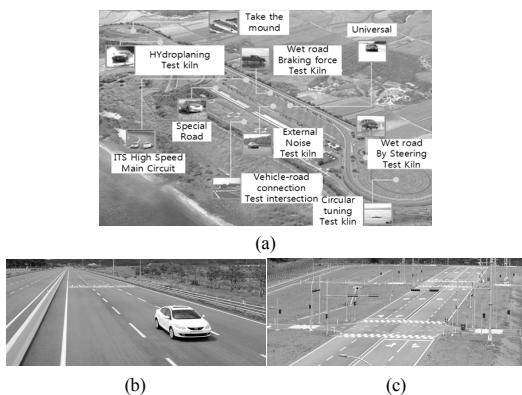 Take the
mound
Universal
HYdroplaning
Test kiln
Wet road
Braking force
Test Kiln
Special
Road
External
Noise
Test kiln
Wet road
By Steering
Test Kiln
ITS High Speed
Main Circuit
Vehicle-road
connection
Test intersection
Circular
tuning
Test klin
(a)
(b)
(c)